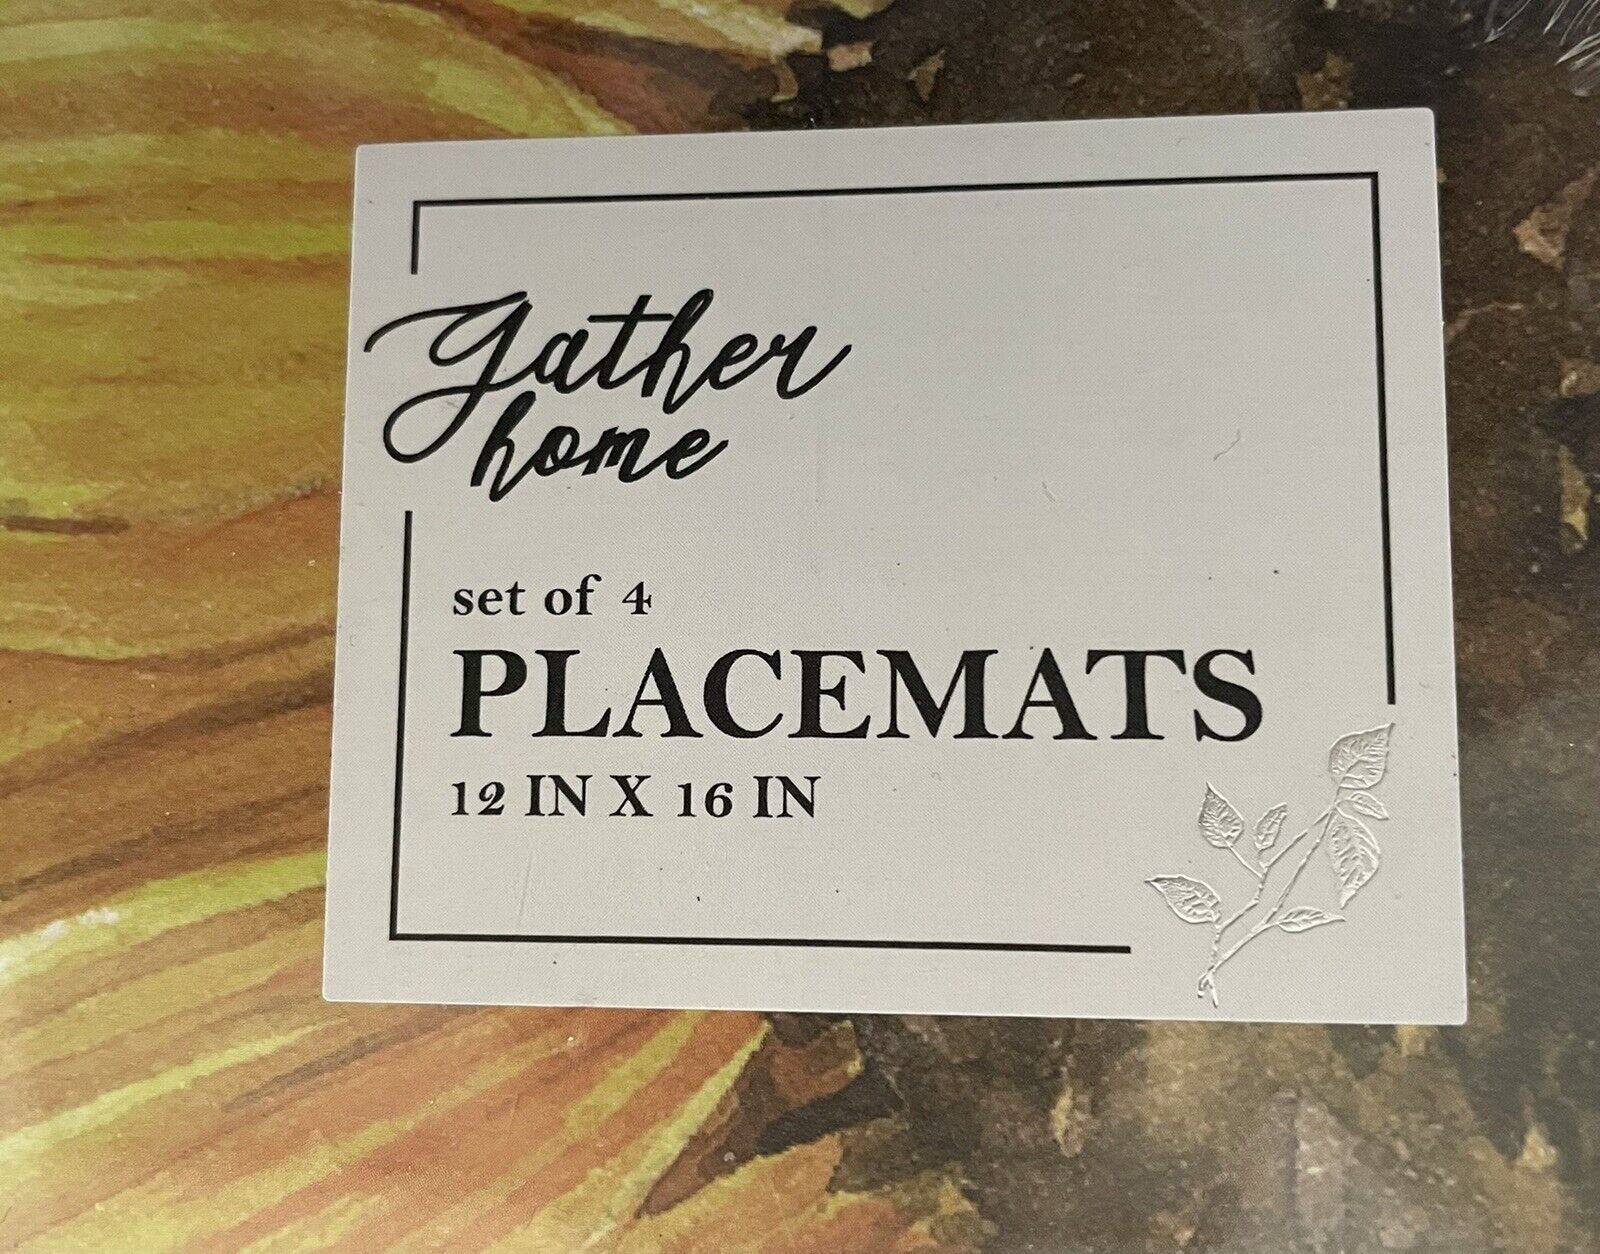 gather
home
set of 4
PLACEMATS
12 IN X 16 IN